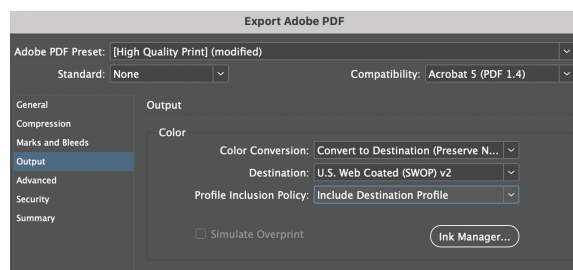 Export Adobe PDF
Adobe PDF Preset: [High Quality Print] (modified)
Standard: None Compatibility: Acrobat 5 (PDF 1.4)
General
Compression
Marks and Bleeds
Output
Advanced
Security
Summary
Output
Color
Color Conversion: Convert to Destination (Preserve N...
Destination: U.S. Web Coated (SWOP) v2
Profile Inclusion Policy: Include Destination Profile
Simulate Overprint
Ink Manager...